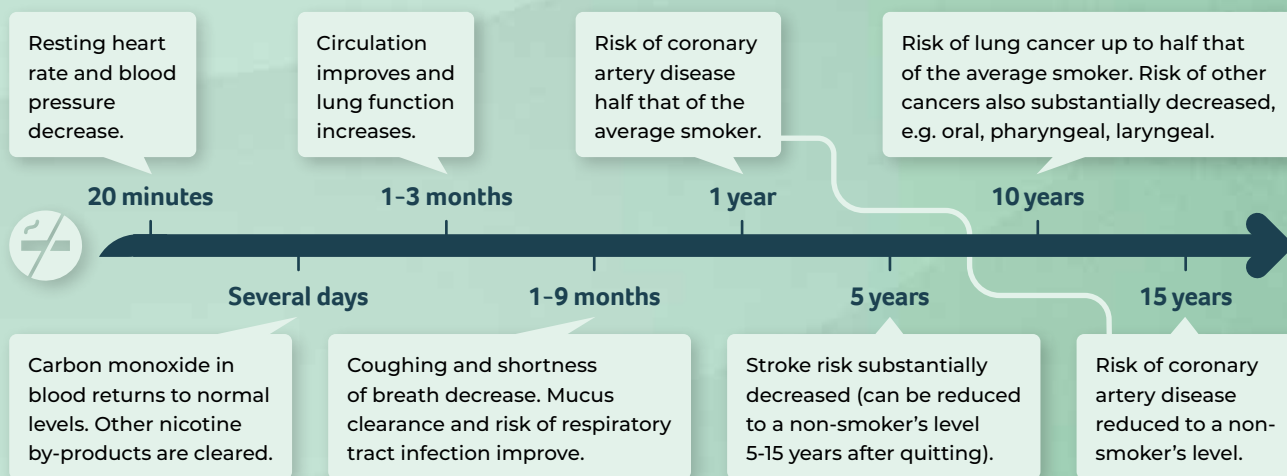 Resting heart
rate and blood
pressure
decrease.
Circulation
improves and
lung function
increases.
Risk of coronary
artery disease
half that of the
average smoker.
Risk of lung cancer up to half that
of the average smoker. Risk of other
cancers also substantially decreased,
e.g. oral, pharyngeal, laryngeal.
20 minutes
1-3 months
1 year
10 years
Several days
1-9 months
5 years
15 years
Carbon monoxide in
blood returns to normal
levels. Other nicotine
by-products are cleared.
Coughing and shortness
of breath decrease. Mucus
clearance and risk of respiratory
tract infection improve.
Stroke risk substantially
decreased (can be reduced
to a non-smoker’s level
5-15 years after quitting).
Risk of coronary
artery disease
reduced to a non-
smoker’s level.